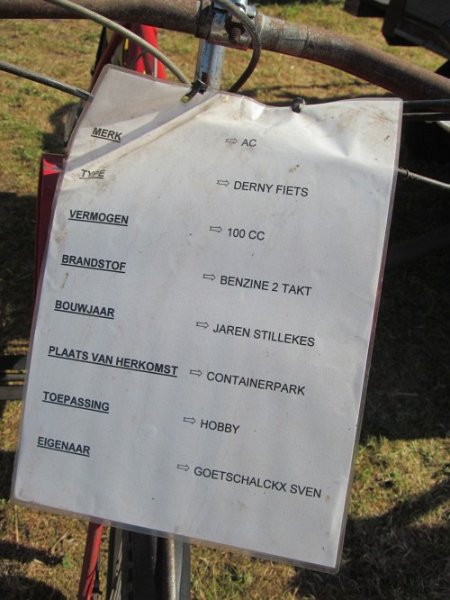 MERK ⇨ AC
TYPE ⇨ DERNY FIETS
VERMOGEN ⇨ 100 CC
BRANDSTOF ⇨ BENZINE 2 TAKT
BOUWJAAR ⇨ JAREN STILLEKES
PLAATS VAN HERKOMST ⇨ CONTAINERPARK
TOEPASSING ⇨ HOBBY
EIGENAAR ⇨ GOETSCHALCKX SVEN